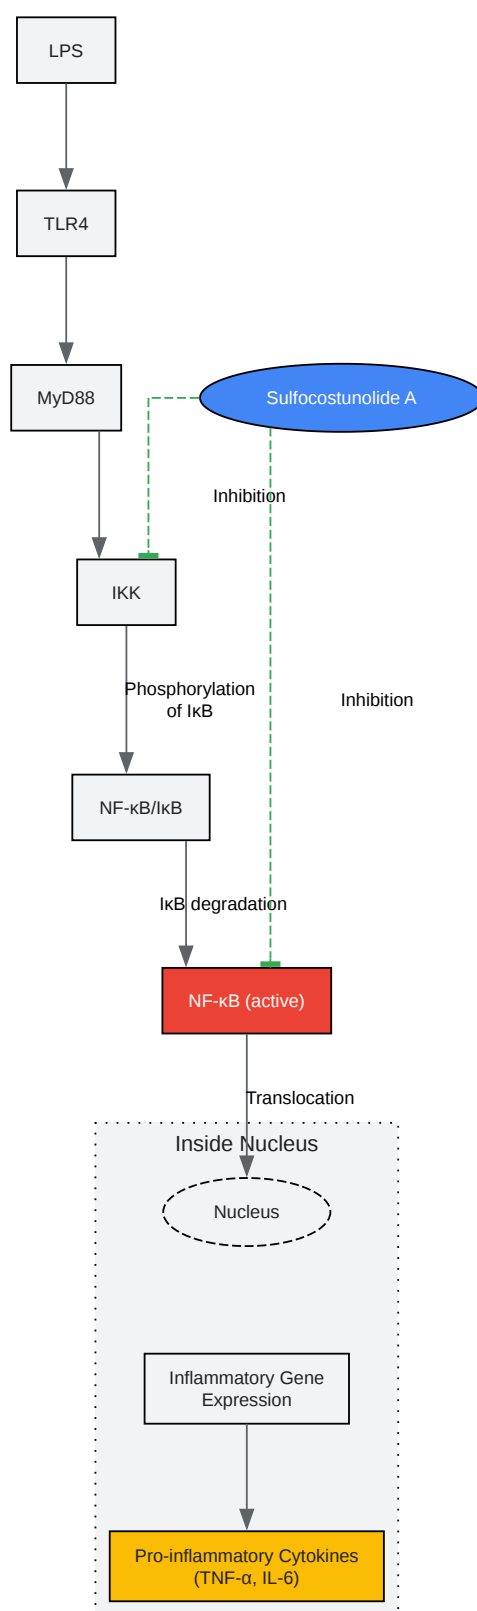 LPS
TLR4
MyD88
Sulfocostunolide A
Inhibition
IKK
Phosphorylation
of IκB
Inhibition
NF-κB/IκB
IκB degradation
NF-κB (active)
Translocation
Inside Nucleus
Nucleus
Inflammatory Gene
Expression
Pro-inflammatory Cytokines
(TNF-α, IL-6)